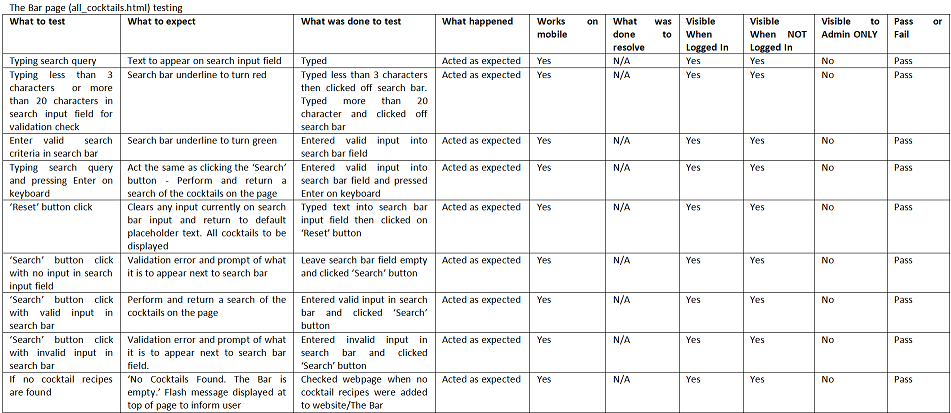 The Bar page (all_cocktails.html) testing
What to test
What to expect
What was done to test
What happened
Works on
mobile
What was
done to
resolve
Visible
When
Logged In
Visible
When NOT
Logged In
Visible to
Admin ONLY
Pass or
Fail
Typing search query
Text to appear on search input field
Typed
Acted as expected
Yes
N/A
Yes
Yes
No
Pass
Typing less than 3
characters or more
than 20 characters in
search input field for
validation check
Search bar underline to turn red
Typed less than 3 characters
then clicked off search bar.
Typed more than 20
character and clicked off
search bar
Acted as expected
Yes
N/A
Yes
Yes
No
Pass
Enter valid search
criteria in search bar
Search bar underline to turn green
Entered valid input into
search bar field
Acted as expected
Yes
N/A
Yes
Yes
No
Pass
Typing search query
and pressing Enter on
keyboard
Act the same as clicking the ‘Search’
button - Perform and return a
search of the cocktails on the page
Entered valid input into
search bar field and pressed
Enter on keyboard
Acted as expected
Yes
N/A
Yes
Yes
No
Pass
‘Reset’ button click
Clears any input currently on search
bar input and return to default
placeholder text. All cocktails to be
displayed
Typed text into search bar
input field then clicked on
‘Reset’ button
Acted as expected
Yes
N/A
Yes
Yes
No
Pass
‘Search’ button click
with no input in search
input field
Validation error and prompt of what
it is to appear next to search bar
Leave search bar field empty
and clicked ‘Search’ button
Acted as expected
Yes
N/A
Yes
Yes
No
Pass
‘Search’ button click
with valid input in
search bar
Perform and return a search of the
cocktails on the page
Entered valid input in search
bar and clicked ‘Search’
button
Acted as expected
Yes
N/A
Yes
Yes
No
Pass
‘Search’ button click
with invalid input in
search bar
Validation error and prompt of what
it is to appear next to search bar
field.
Entered invalid input in
search bar and clicked
‘Search’ button
Acted as expected
Yes
N/A
Yes
Yes
No
Pass
If no cocktail recipes
are found
‘No Cocktails Found. The Bar is
empty.’ Flash message displayed at
top of page to inform user
Checked webpage when no
cocktail recipes were added
to website/The Bar
Acted as expected
Yes
N/A
Yes
Yes
No
Pass